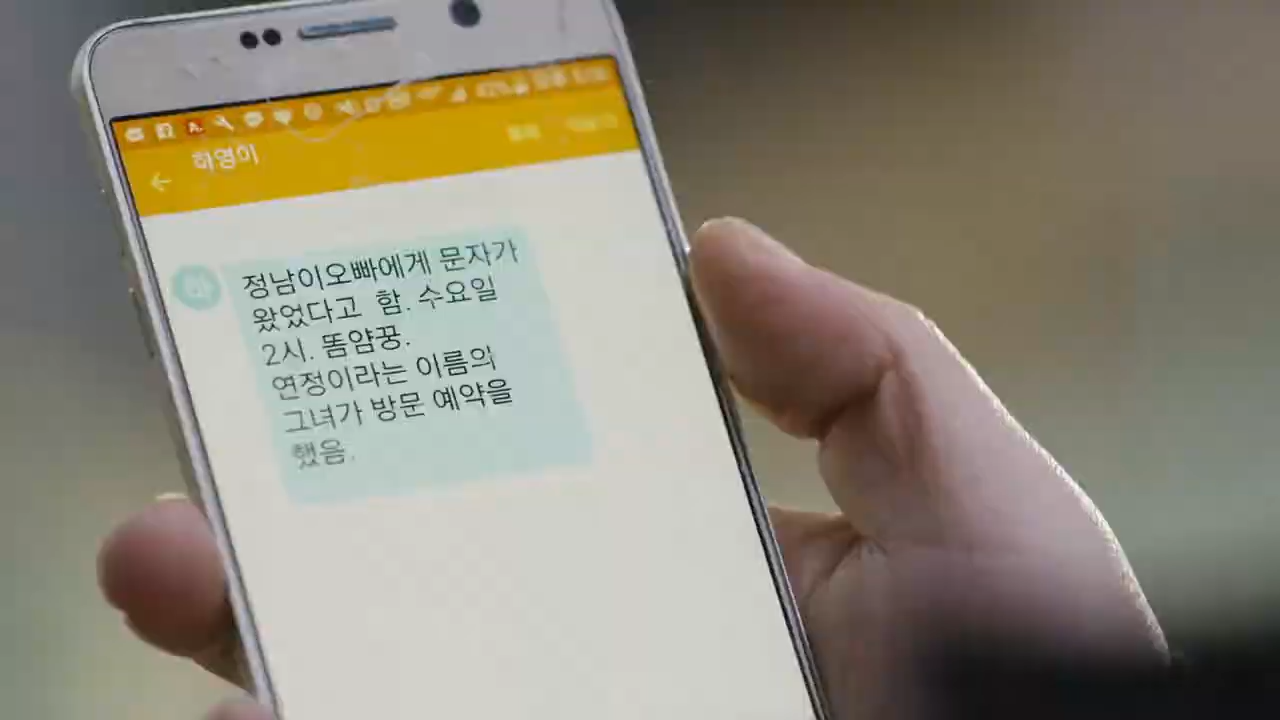 하영이
하
정남이오빠에게 문자가
왔었다고 함. 수요일
2시. 똠얌꿍.
연정이라는 이름의
그녀가 방문 예약을
했음.